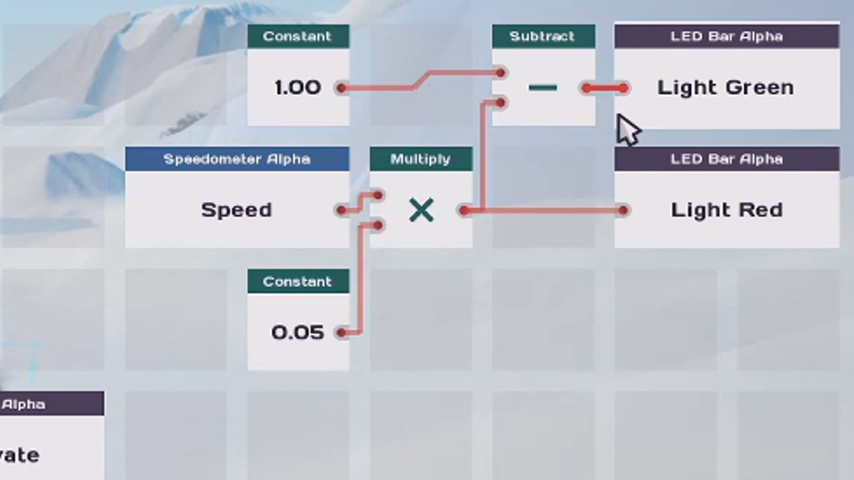 Constant
Subtract
LED Bar Alpha
1.00
Light Green
Speedometer Alpha
Multiply
LED Bar Alpha
Speed
Light Red
Constant
0.05
Alpha